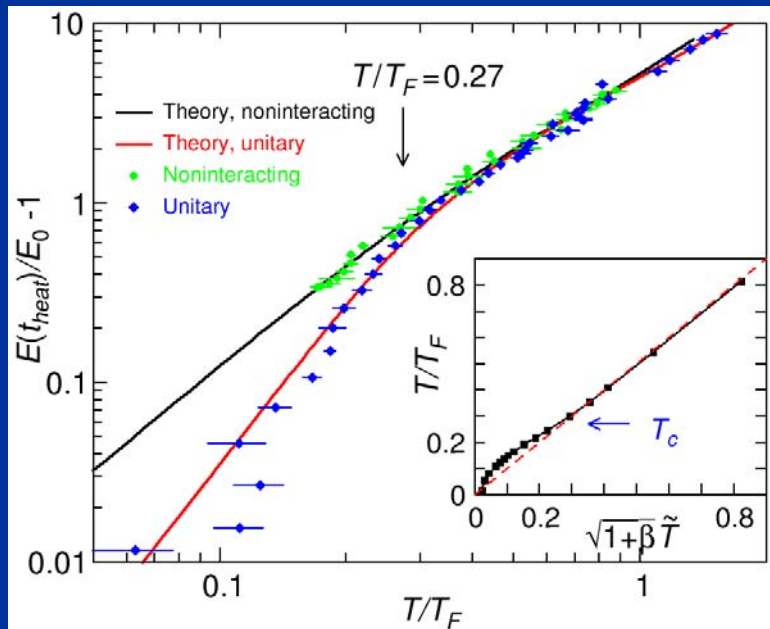 10
T/T_F=0.27
Theory, noninteracting
Theory, unitary
Noninteracting
Unitary
1
E(t_heat)/E_0 -1
0.1
0.01
0.1
1
T/T_F
0.8
T/T_F
0.2
T_c
0
0
0.2
0.8
√1+β T̃